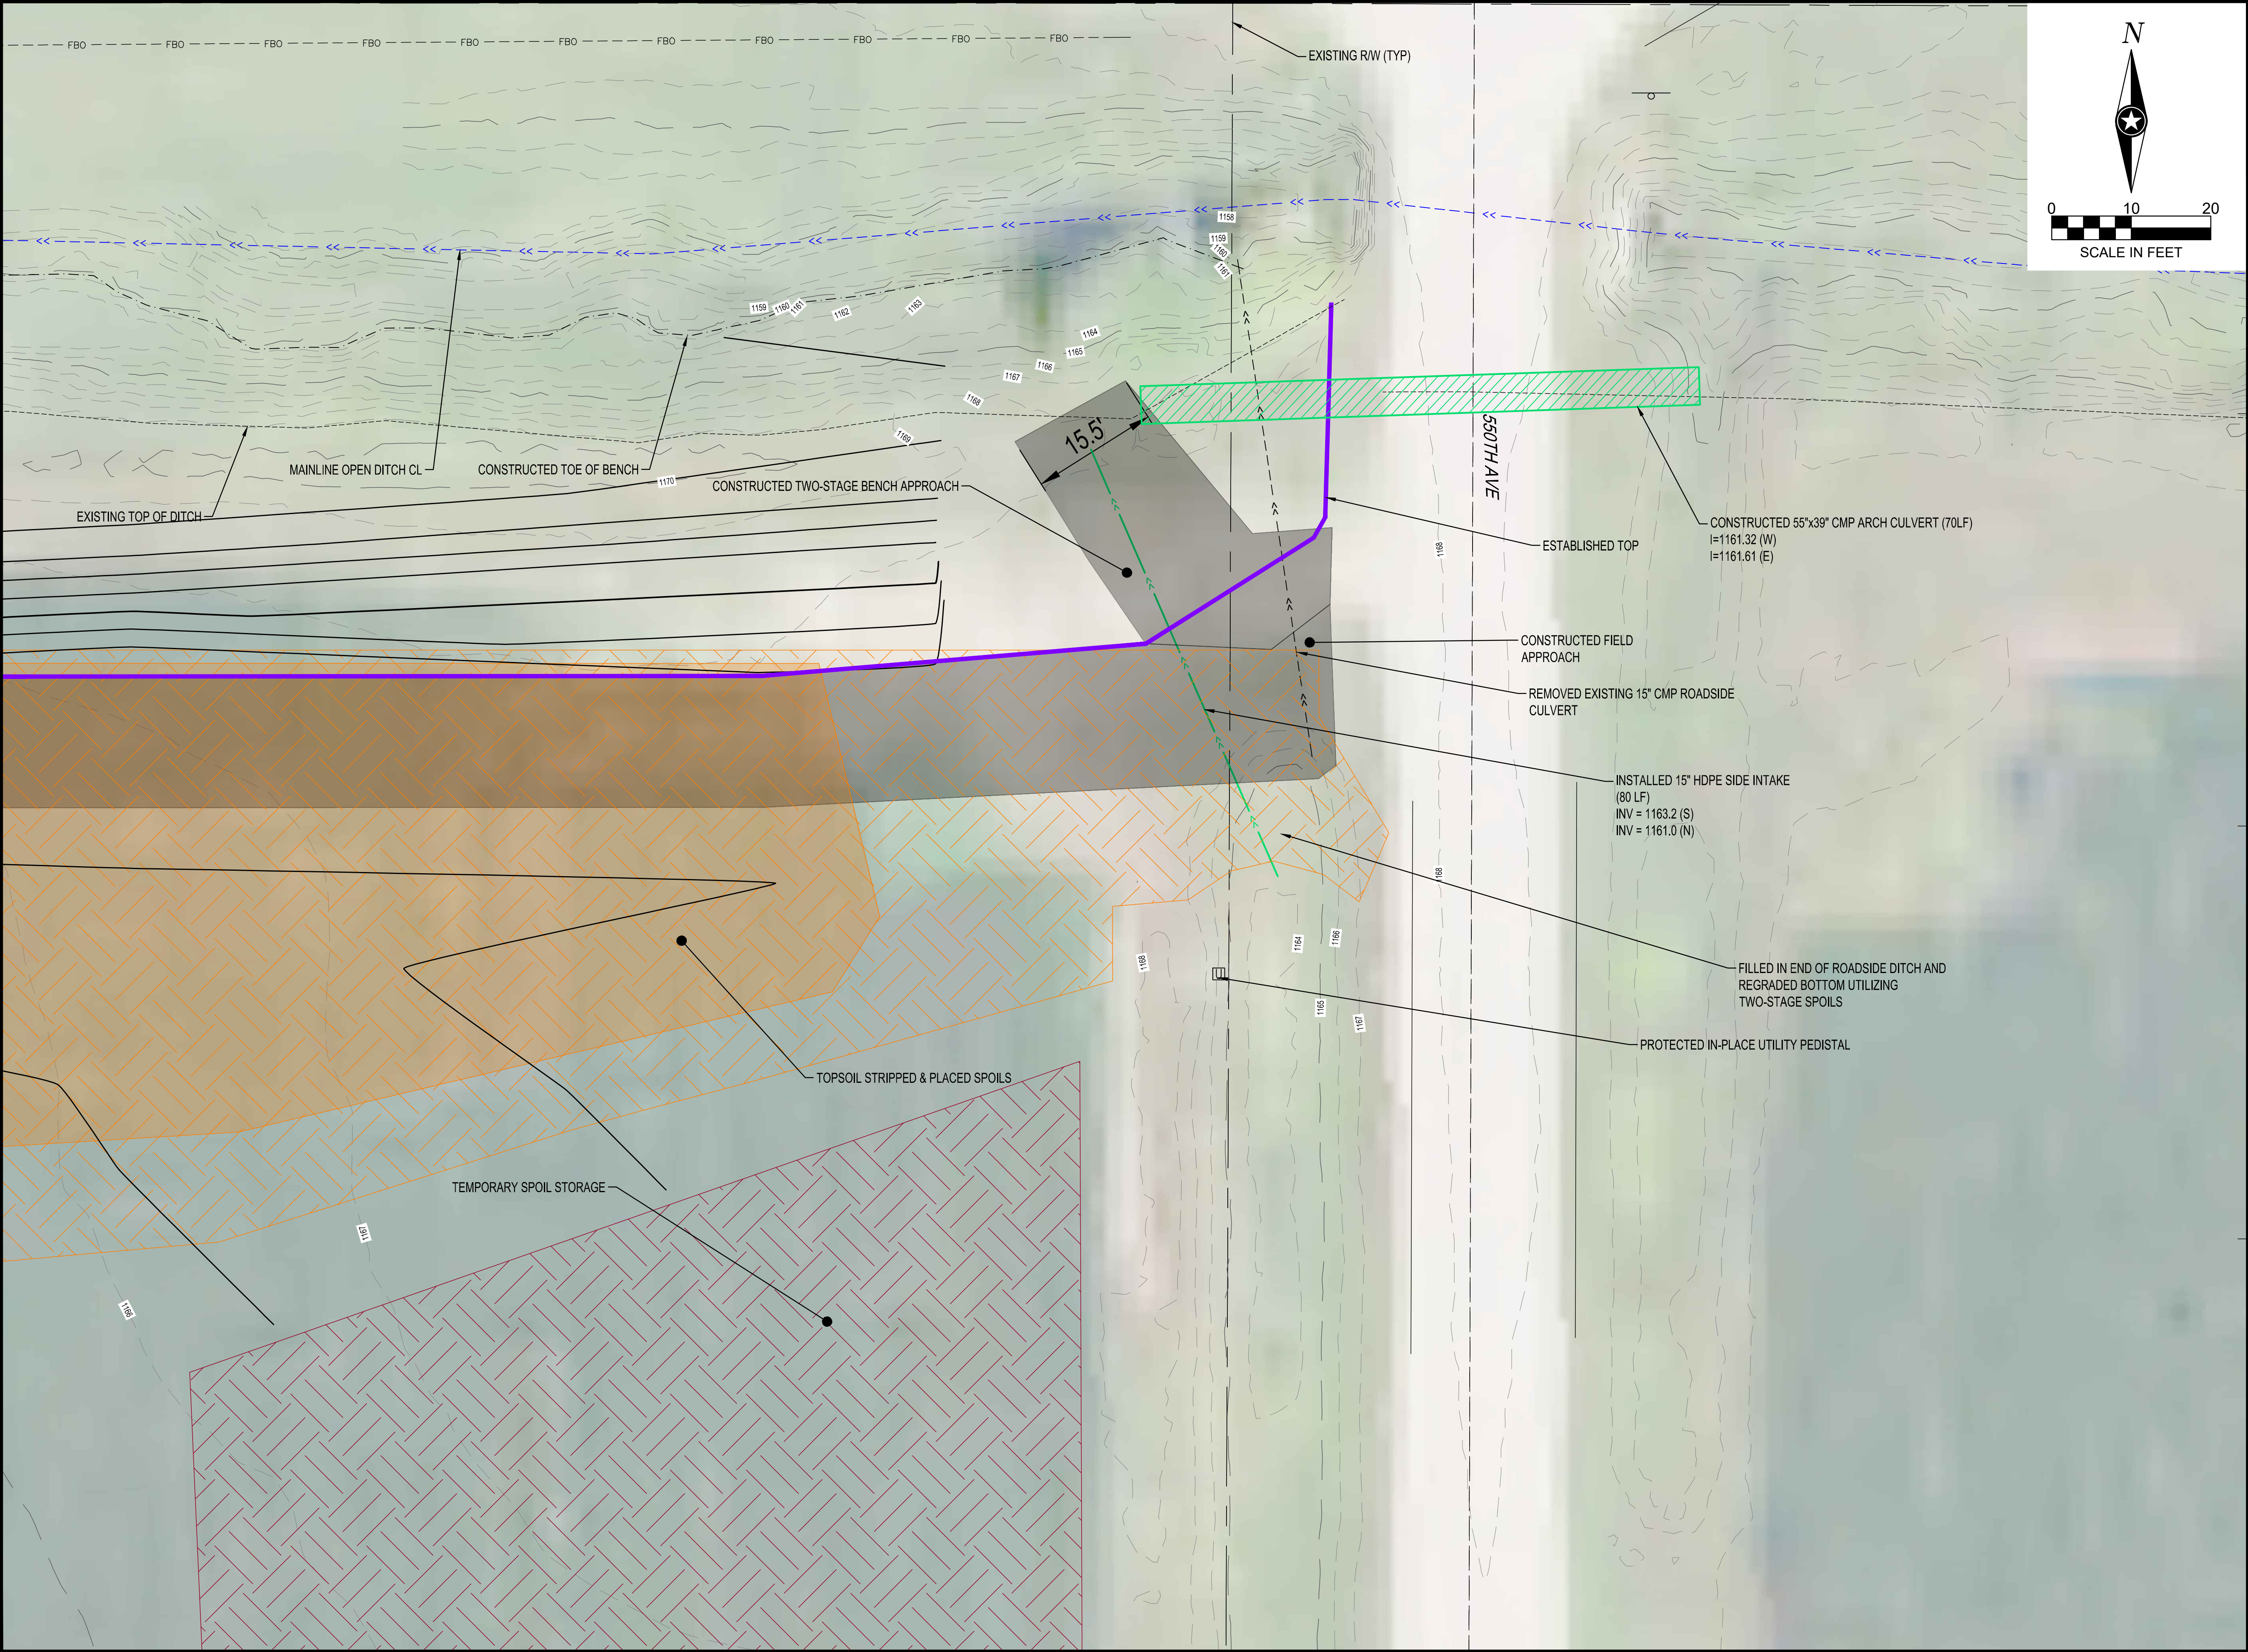 FBO FBO FBO FBO FBO FBO FBO FBO FBO FBO FBO
EXISTING R/W (TYP)
N
0 10 20
SCALE IN FEET
1158
1159
1160
1161
1159
1160
1161
1162
1163
1164
1165
1166
1167
1168
1169
1170
15.5'
MAINLINE OPEN DITCH CL
CONSTRUCTED TOE OF BENCH
CONSTRUCTED TWO-STAGE BENCH APPROACH
EXISTING TOP OF DITCH
550TH AVE
CONSTRUCTED 55"x39" CMP ARCH CULVERT (70LF)
I=1161.32 (W)
I=1161.61 (E)
ESTABLISHED TOP
1168
CONSTRUCTED FIELD
APPROACH
REMOVED EXISTING 15" CMP ROADSIDE
CULVERT
INSTALLED 15" HDPE SIDE INTAKE
(80 LF)
INV = 1163.2 (S)
INV = 1161.0 (N)
1168
1164
1166
1168
1165
1167
FILLED IN END OF ROADSIDE DITCH AND
REGRADED BOTTOM UTILIZING
TWO-STAGE SPOILS
PROTECTED IN-PLACE UTILITY PEDISTAL
TOPSOIL STRIPPED & PLACED SPOILS
TEMPORARY SPOIL STORAGE
1167
1166